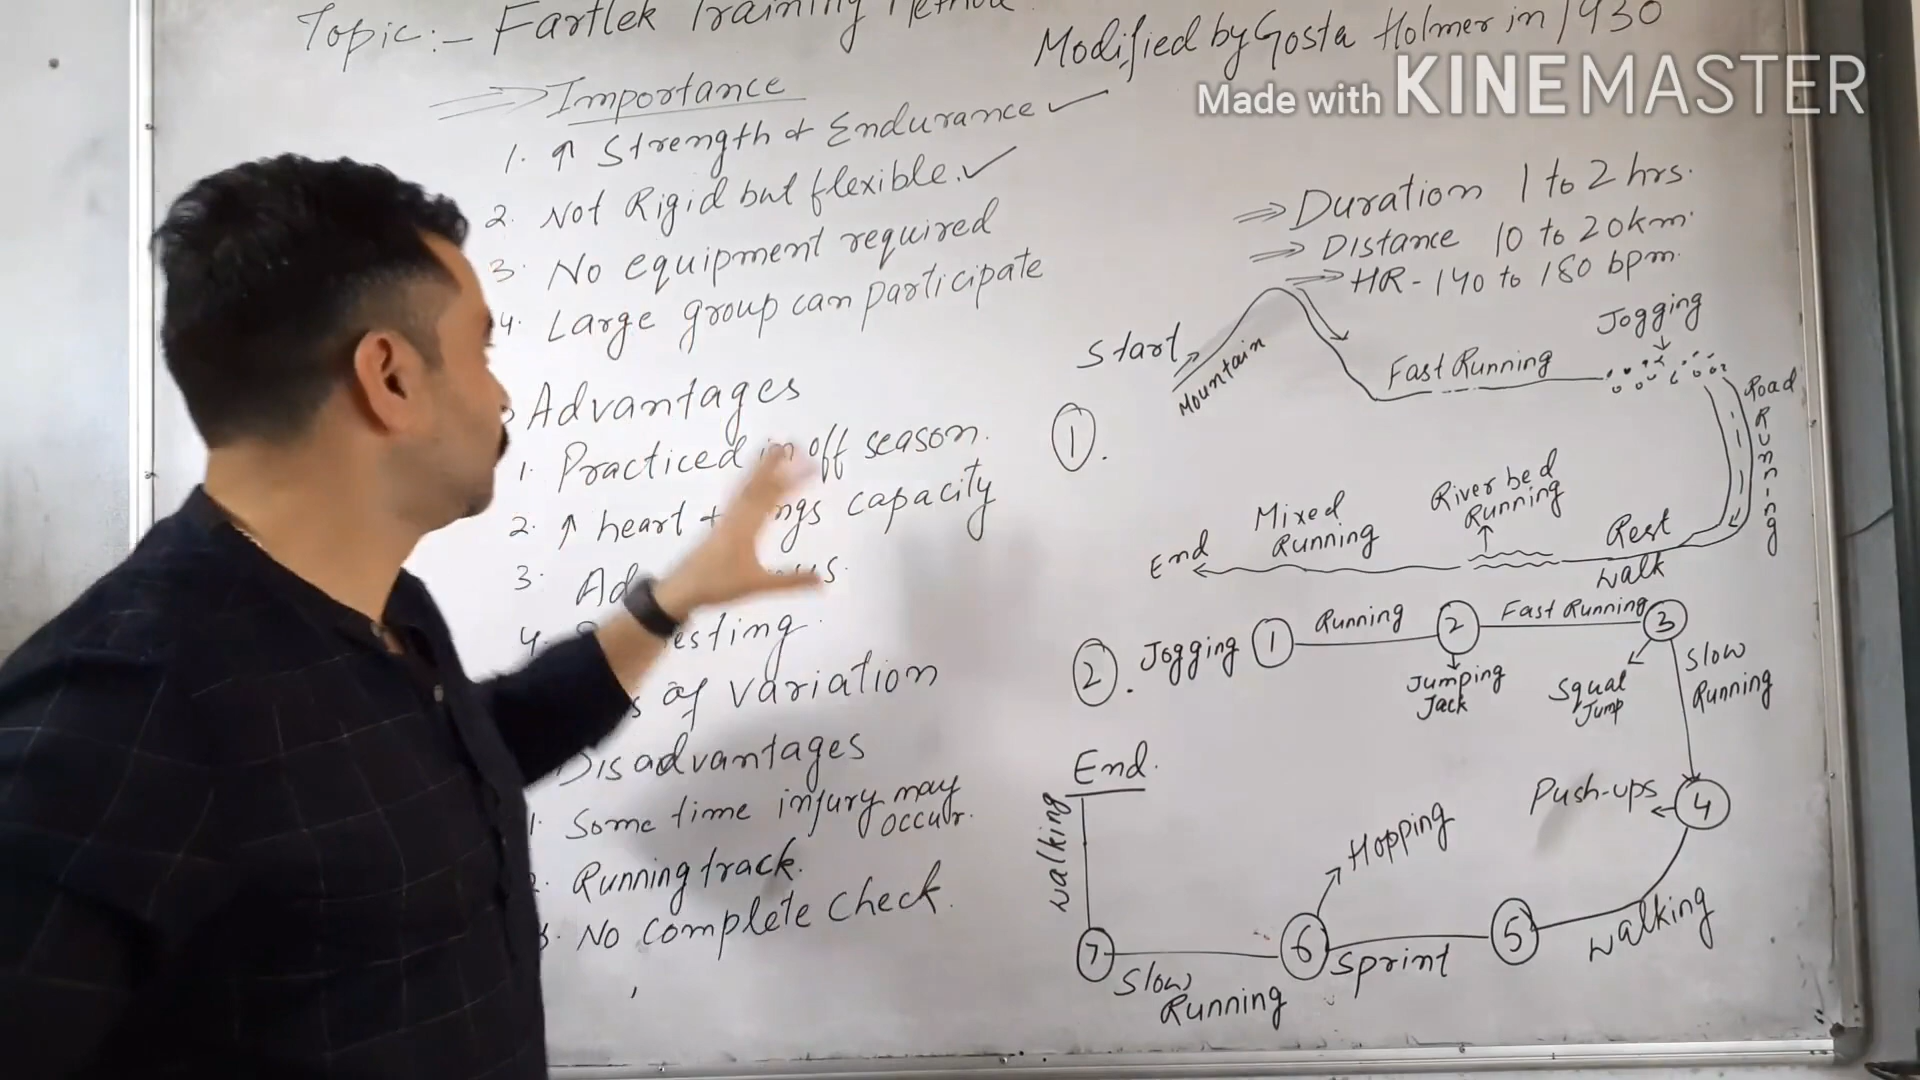 Topic:- Fartlek Training Method
Modified by Gosta Holmer in 1930
Made with KINEMASTER
⇒ Importance
1. ↑ Strength & Endurance ✓
2. Not Rigid but flexible. ✓
3. No equipment required
4. Large group can participate
Advantages
1. Practiced in off season.
2. ↑ heart + capacity
3.
4.
of variation
Disadvantages
1. Some time injury may
occur.
2. Running track.
3. No complete check.
⇒ Duration 1 to 2 hrs.
⇒ Distance 10 to 20km.
⇒ HR - 140 to 180 bpm.
1.
Start
Mountain
Fast Running
Jogging
Road
Running
Rest
Walk
River bed
Running
Mixed
Running
End
2. Jogging 1 Running 2 Fast Running 3
Jumping
Jack
Squal
Jump
Slow
Running
4
Push-ups
Walking
5
Sprint
6
Hopping
Slow
Running
7
Walking
End.